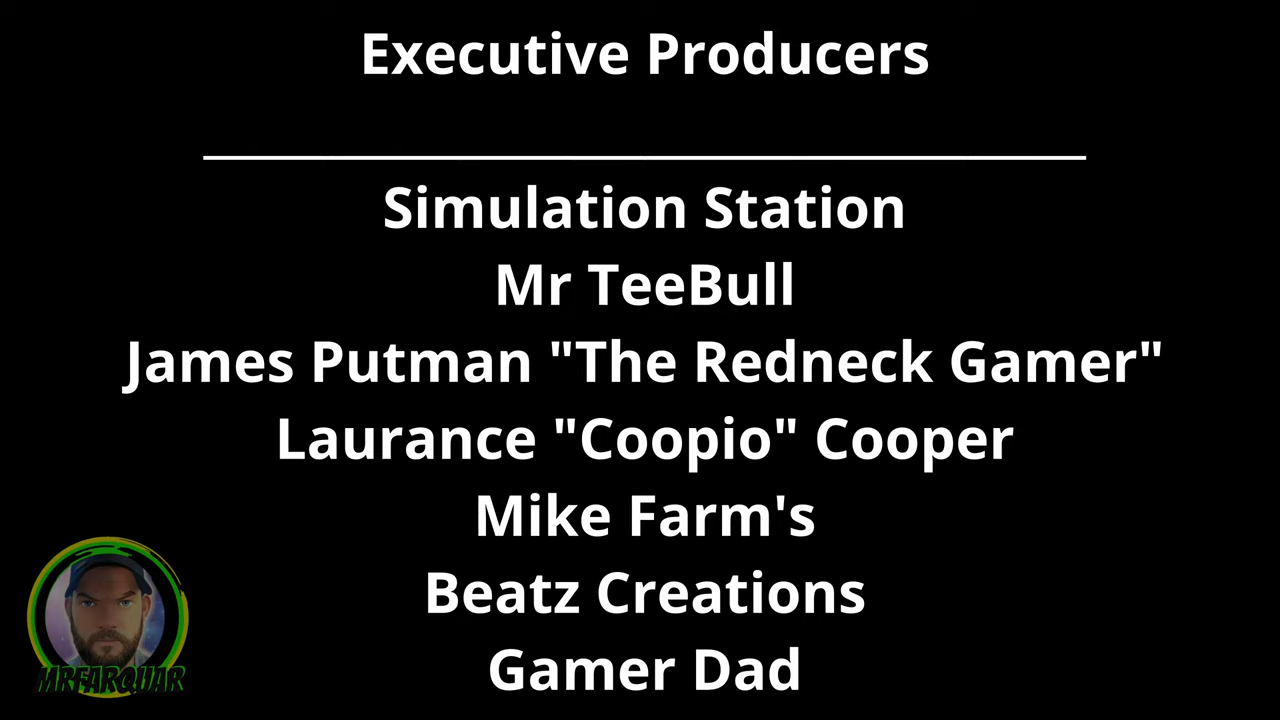 Executive Producers
Simulation Station
Mr TeeBull
James Putman "The Redneck Gamer"
Laurance "Coopio" Cooper
Mike Farm's
Beatz Creations
Gamer Dad
MRFARQUAR